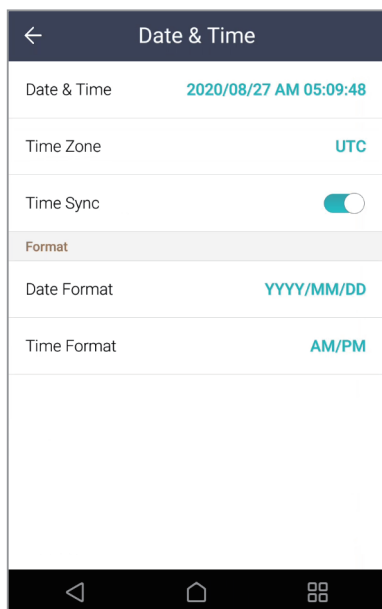 Date & Time
Date & Time 2020/08/27 AM 05:09:48
Time Zone UTC
Time Sync
Format
Date Format YYYY/MM/DD
Time Format AM/PM